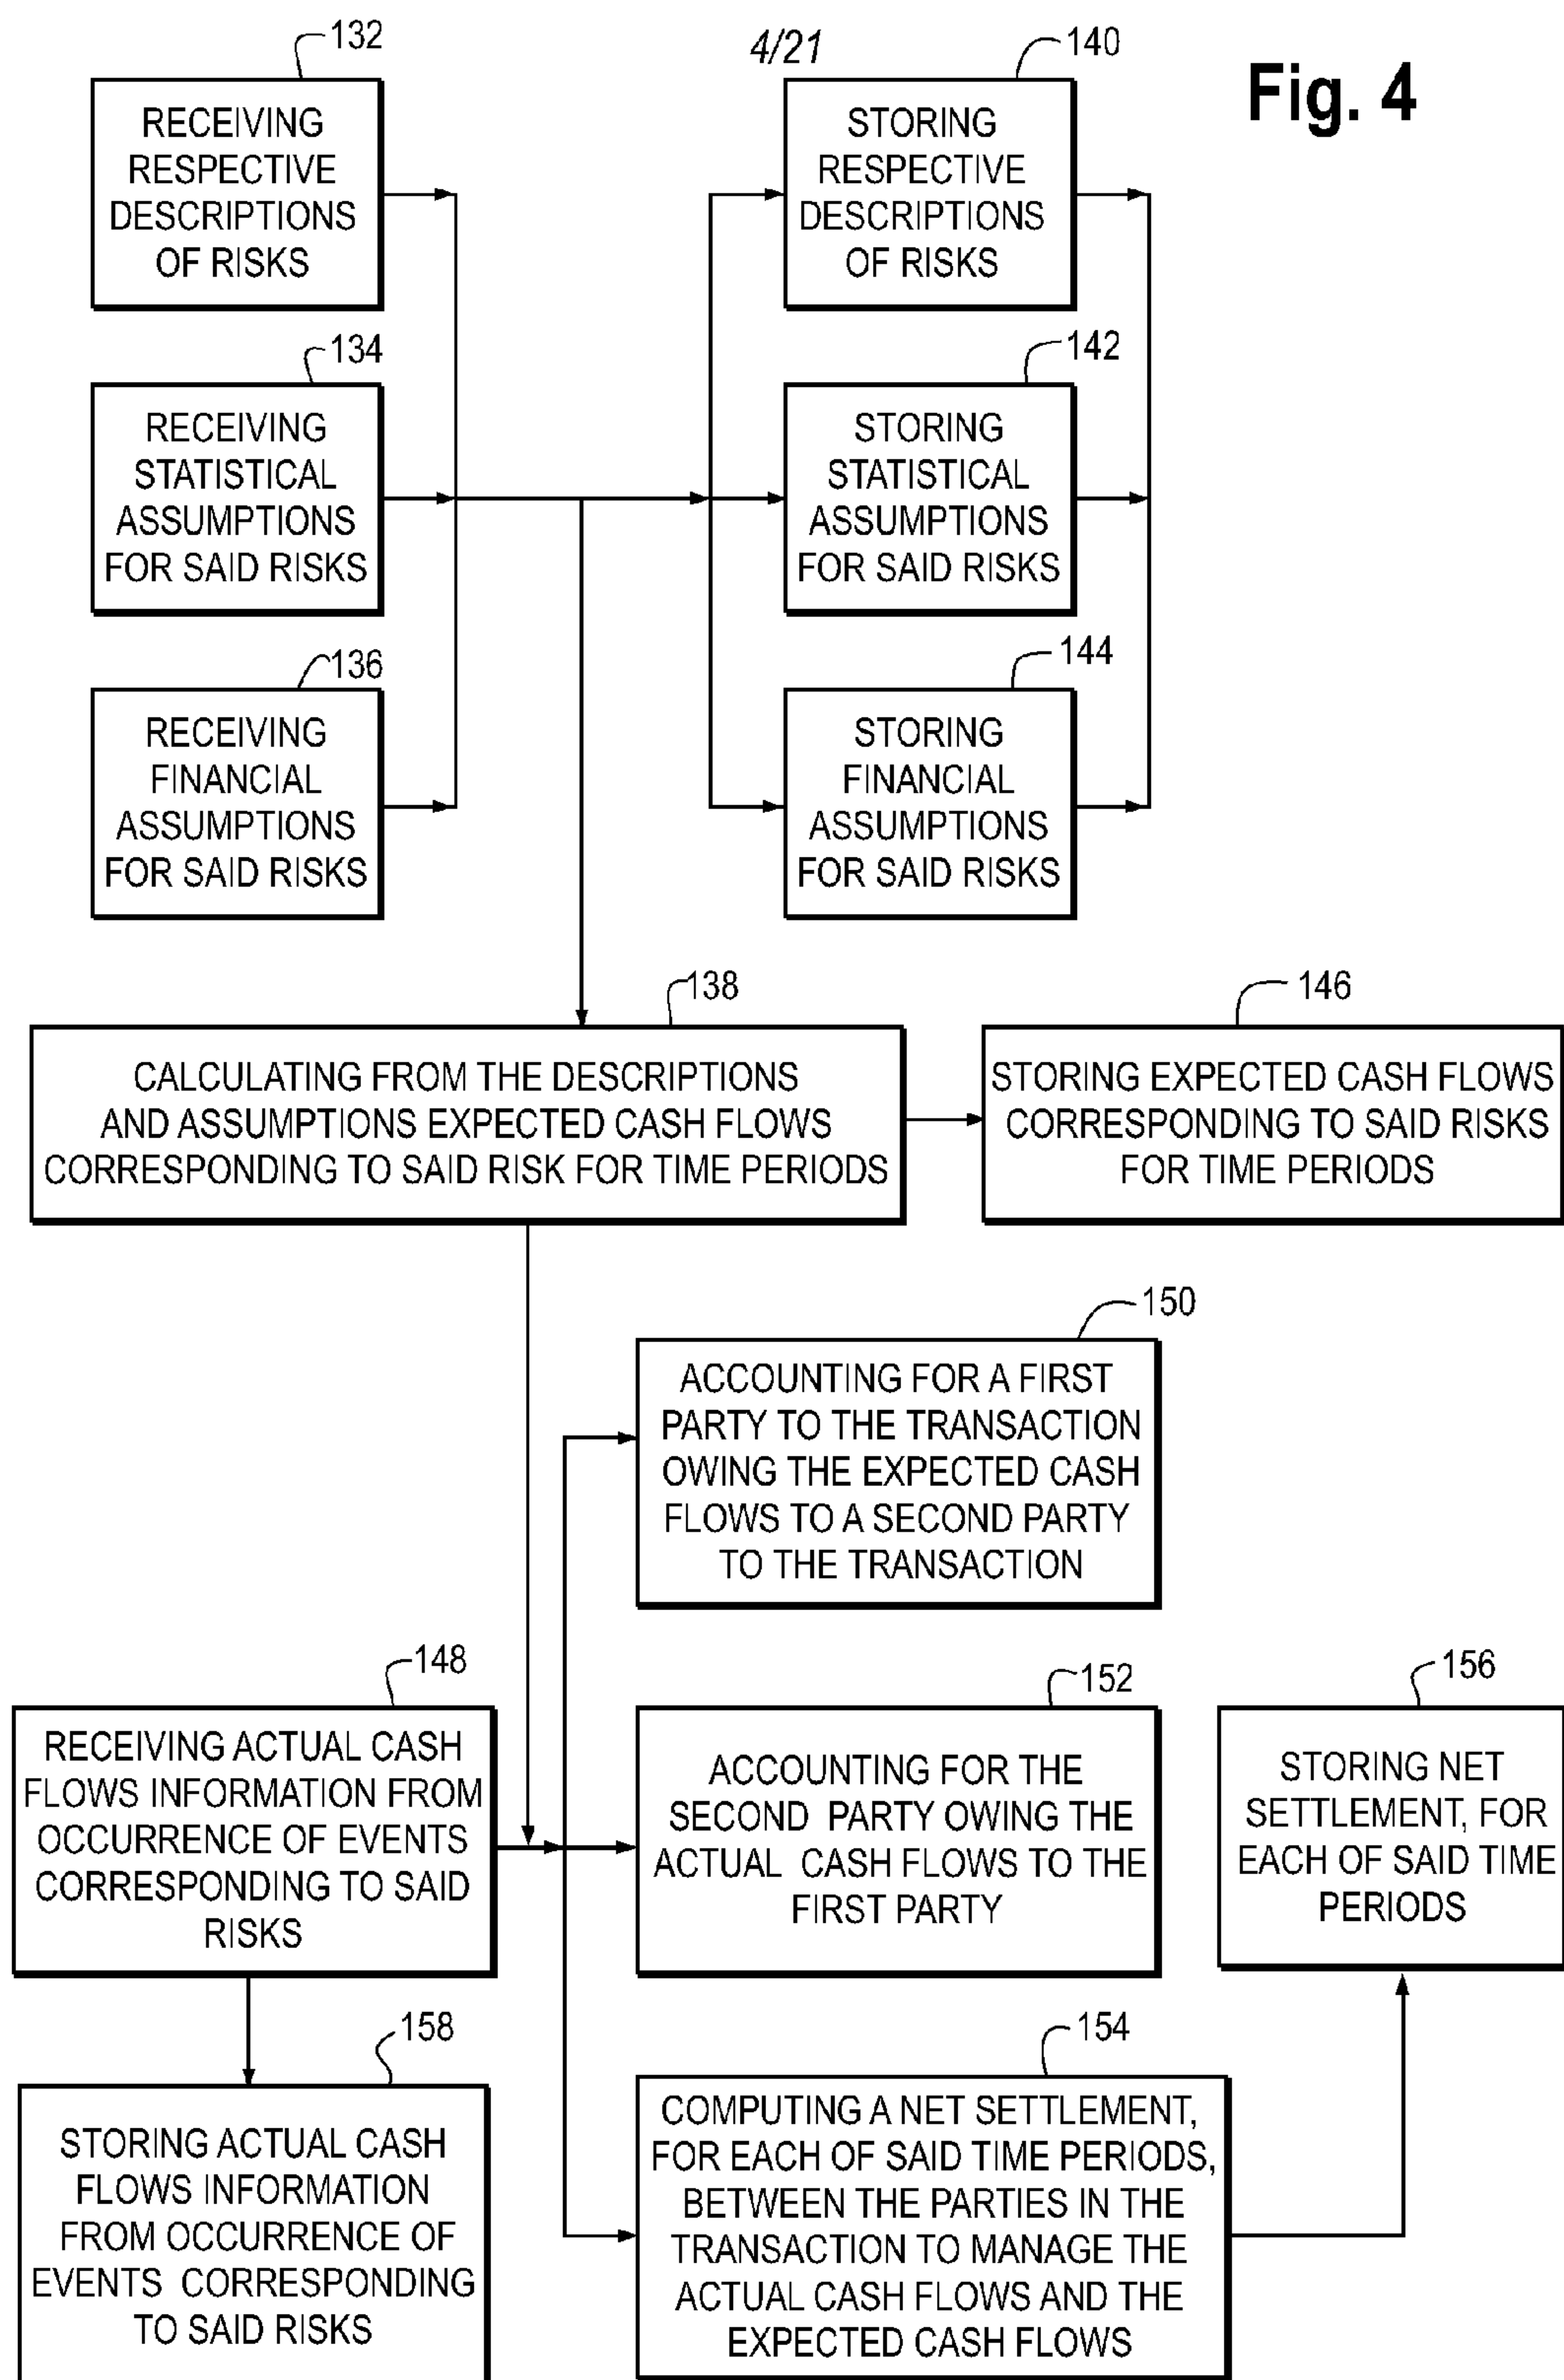 4/21
Fig. 4
132
RECEIVING
RESPECTIVE
DESCRIPTIONS
OF RISKS
140
STORING
RESPECTIVE
DESCRIPTIONS
OF RISKS
134
RECEIVING
STATISTICAL
ASSUMPTIONS
FOR SAID RISKS
142
STORING
STATISTICAL
ASSUMPTIONS
FOR SAID RISKS
136
RECEIVING
FINANCIAL
ASSUMPTIONS
FOR SAID RISKS
144
STORING
FINANCIAL
ASSUMPTIONS
FOR SAID RISKS
138
CALCULATING FROM THE DESCRIPTIONS
AND ASSUMPTIONS EXPECTED CASH FLOWS
CORRESPONDING TO SAID RISK FOR TIME PERIODS
146
STORING EXPECTED CASH FLOWS
CORRESPONDING TO SAID RISKS
FOR TIME PERIODS
150
ACCOUNTING FOR A FIRST
PARTY TO THE TRANSACTION
OWING THE EXPECTED CASH
FLOWS TO A SECOND PARTY
TO THE TRANSACTION
148
RECEIVING ACTUAL CASH
FLOWS INFORMATION FROM
OCCURRENCE OF EVENTS
CORRESPONDING TO SAID
RISKS
152
ACCOUNTING FOR THE
SECOND PARTY OWING THE
ACTUAL CASH FLOWS TO THE
FIRST PARTY
156
STORING NET
SETTLEMENT, FOR
EACH OF SAID TIME
PERIODS
158
STORING ACTUAL CASH
FLOWS INFORMATION
FROM OCCURRENCE OF
EVENTS CORRESPONDING
TO SAID RISKS
154
COMPUTING A NET SETTLEMENT,
FOR EACH OF SAID TIME PERIODS,
BETWEEN THE PARTIES IN THE
TRANSACTION TO MANAGE THE
ACTUAL CASH FLOWS AND THE
EXPECTED CASH FLOWS